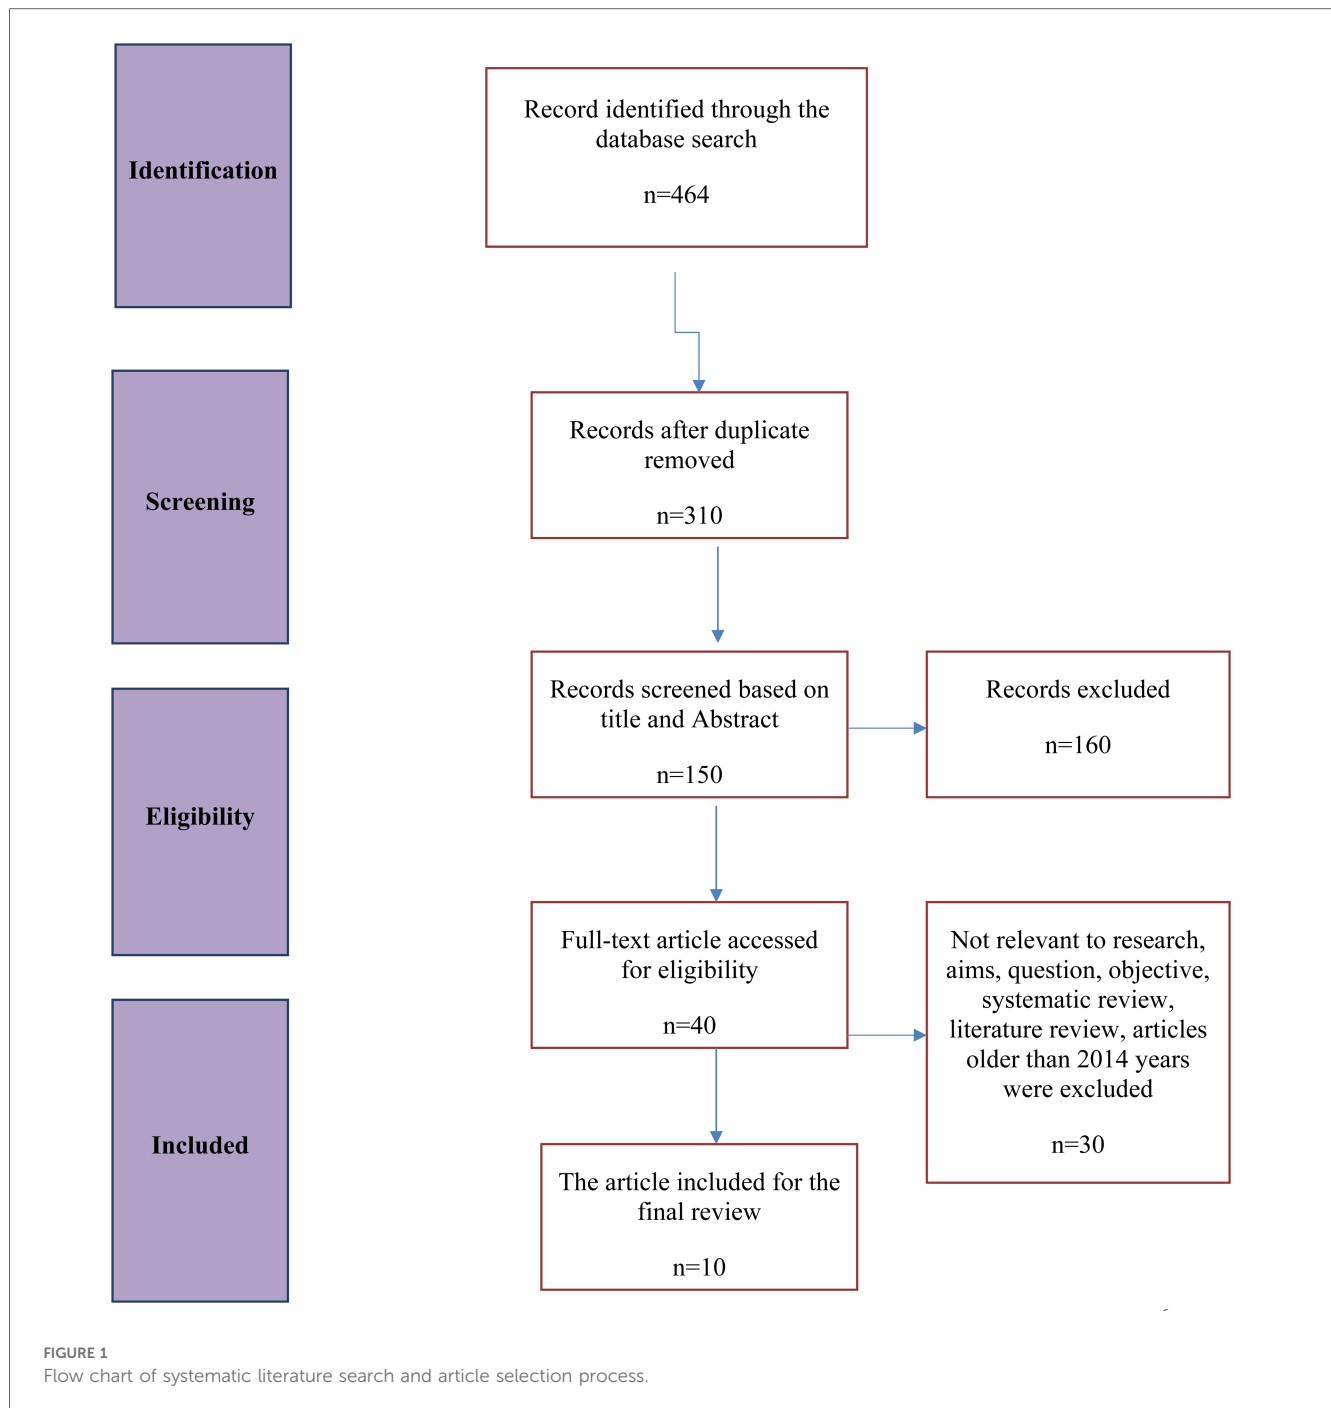 Identification
Record identified through the
database search
n=464
Screening
Records after duplicate
removed
n=310
Eligibility
Records screened based on
title and Abstract
n=150
Records excluded
n=160
Full-text article accessed
for eligibility
n=40
Not relevant to research,
aims, question, objective,
systematic review,
literature review, articles
older than 2014 years
were excluded
n=30
Included
The article included for the
final review
n=10
FIGURE 1
Flow chart of systematic literature search and article selection process.